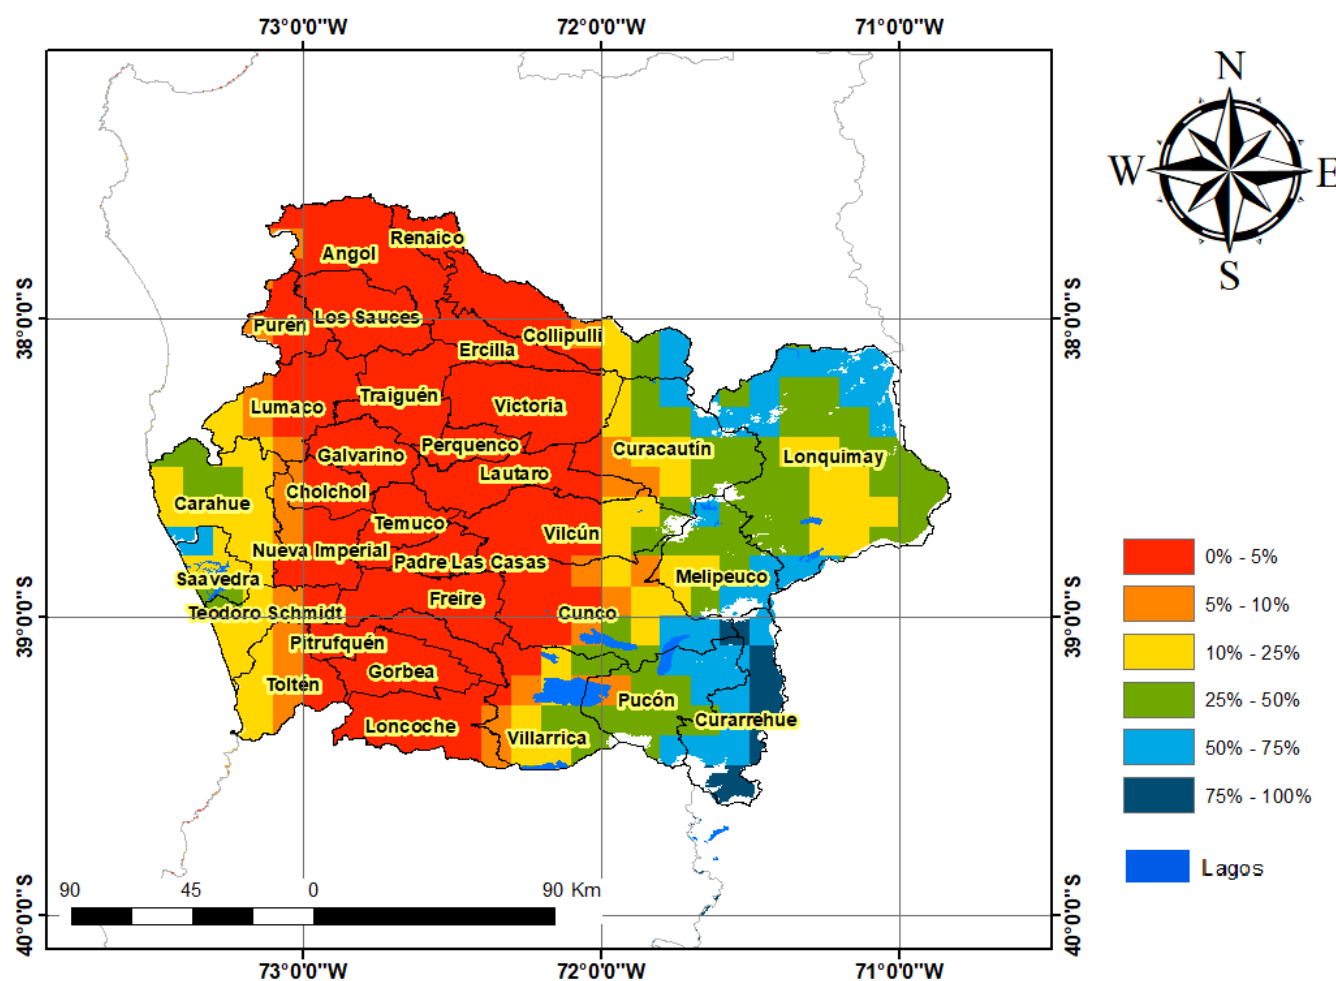 73°0'0"W 72°0'0"W 71°0'0"W
N
W E
S
Renaico
Angol
38°0'0"S 38°0'0"S
Los Sauces
Purén
Collipulli
Ercilla
Traiguén
Lumaco Victoria
Perquenco
Curacautín
Galvarino Lonquimay
Lautaro
Cholchol
Carahue
Temuco
Vilcún
Nueva Imperial
Padre Las Casas
Saavedra Melipeuco
Freire
39°0'0"S 39°0'0"S
Teodoro Schmidt Cunco
Pitrufquén
Gorbea
Toltén
Pucón
Curarrehue
Loncoche
Villarrica
0% - 5%
5% - 10%
10% - 25%
25% - 50%
50% - 75%
75% - 100%
Lagos
90 45 0 90 Km
40°0'0"S 40°0'0"S
73°0'0"W 72°0'0"W 71°0'0"W